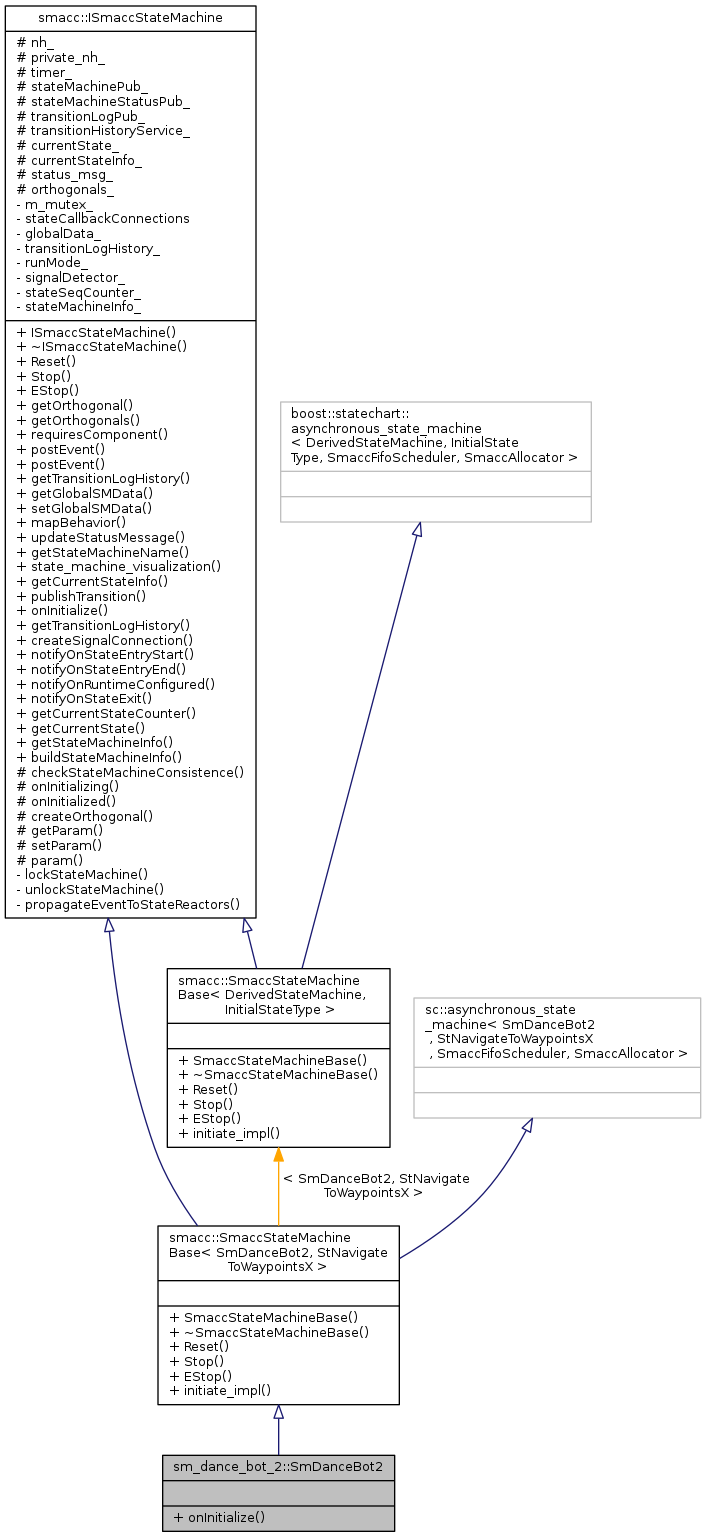 smacc::ISmaccStateMachine
# nh_
# private_nh_
# timer_
# stateMachinePub_
# stateMachineStatusPub_
# transitionLogPub_
# transitionHistoryService_
# currentState_
# currentStateInfo_
# status_msg_
# orthogonals_
- m_mutex_
- stateCallbackConnections
- globalData_
- transitionLogHistory_
- runMode_
- signalDetector_
- stateSeqCounter_
- stateMachineInfo_
+ ISmaccStateMachine()
+ ~ISmaccStateMachine()
+ Reset()
+ Stop()
+ EStop()
+ getOrthogonal()
+ getOrthogonals()
+ requiresComponent()
+ postEvent()
+ postEvent()
+ getTransitionLogHistory()
+ getGlobalSMData()
+ setGlobalSMData()
+ mapBehavior()
+ updateStatusMessage()
+ getStateMachineName()
+ state_machine_visualization()
+ getCurrentStateInfo()
+ publishTransition()
+ onInitialize()
+ getTransitionLogHistory()
+ createSignalConnection()
+ notifyOnStateEntryStart()
+ notifyOnStateEntryEnd()
+ notifyOnRuntimeConfigured()
+ notifyOnStateExit()
+ getCurrentStateCounter()
+ getCurrentState()
+ getStateMachineInfo()
+ buildStateMachineInfo()
# checkStateMachineConsistence()
# onInitializing()
# onInitialized()
# createOrthogonal()
# getParam()
# setParam()
# param()
- lockStateMachine()
- unlockStateMachine()
- propagateEventToStateReactors()
boost::statechart::
asynchronous_state_machine
< DerivedStateMachine, InitialState
Type, SmaccFifoScheduler, SmaccAllocator >
smacc::SmaccStateMachine
Base< DerivedStateMachine,
InitialStateType >
+ SmaccStateMachineBase()
+ ~SmaccStateMachineBase()
+ Reset()
+ Stop()
+ EStop()
+ initiate_impl()
sc::asynchronous_state
_machine< SmDanceBot2
, StNavigateToWaypointsX
, SmaccFifoScheduler, SmaccAllocator >
< SmDanceBot2, StNavigate
ToWaypointsX >
smacc::SmaccStateMachine
Base< SmDanceBot2, StNavigate
ToWaypointsX >
+ SmaccStateMachineBase()
+ ~SmaccStateMachineBase()
+ Reset()
+ Stop()
+ EStop()
+ initiate_impl()
sm_dance_bot_2::SmDanceBot2
+ onInitialize()